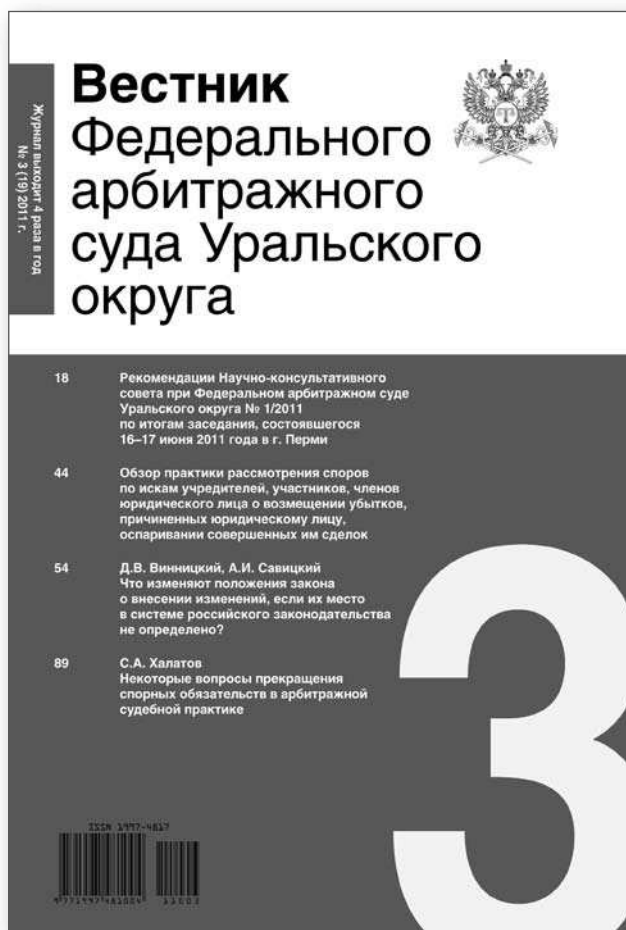 Журнал выходит 4 раза в год
№ 3 (19) 2011 г.
Вестник
Федерального
арбитражного
суда Уральского
округа
18
Рекомендации Научно-консультативного
совета при Федеральном арбитражном суде
Уральского округа № 1/2011
по итогам заседания, состоявшегося
16–17 июня 2011 года в г. Перми
44
Обзор практики рассмотрения споров
по искам учредителей, участников, членов
юридического лица о возмещении убытков,
причиненных юридическому лицу,
оспаривании совершенных им сделок
54
Д.В. Винницкий, А.И. Савицкий
Что изменяют положения закона
о внесении изменений, если их место
в системе российского законодательства
не определено?
89
С.А. Халатов
Некоторые вопросы прекращения
спорных обязательств в арбитражной
судебной практике
3
ISSN 1997-4817
9 771997 481004
11003